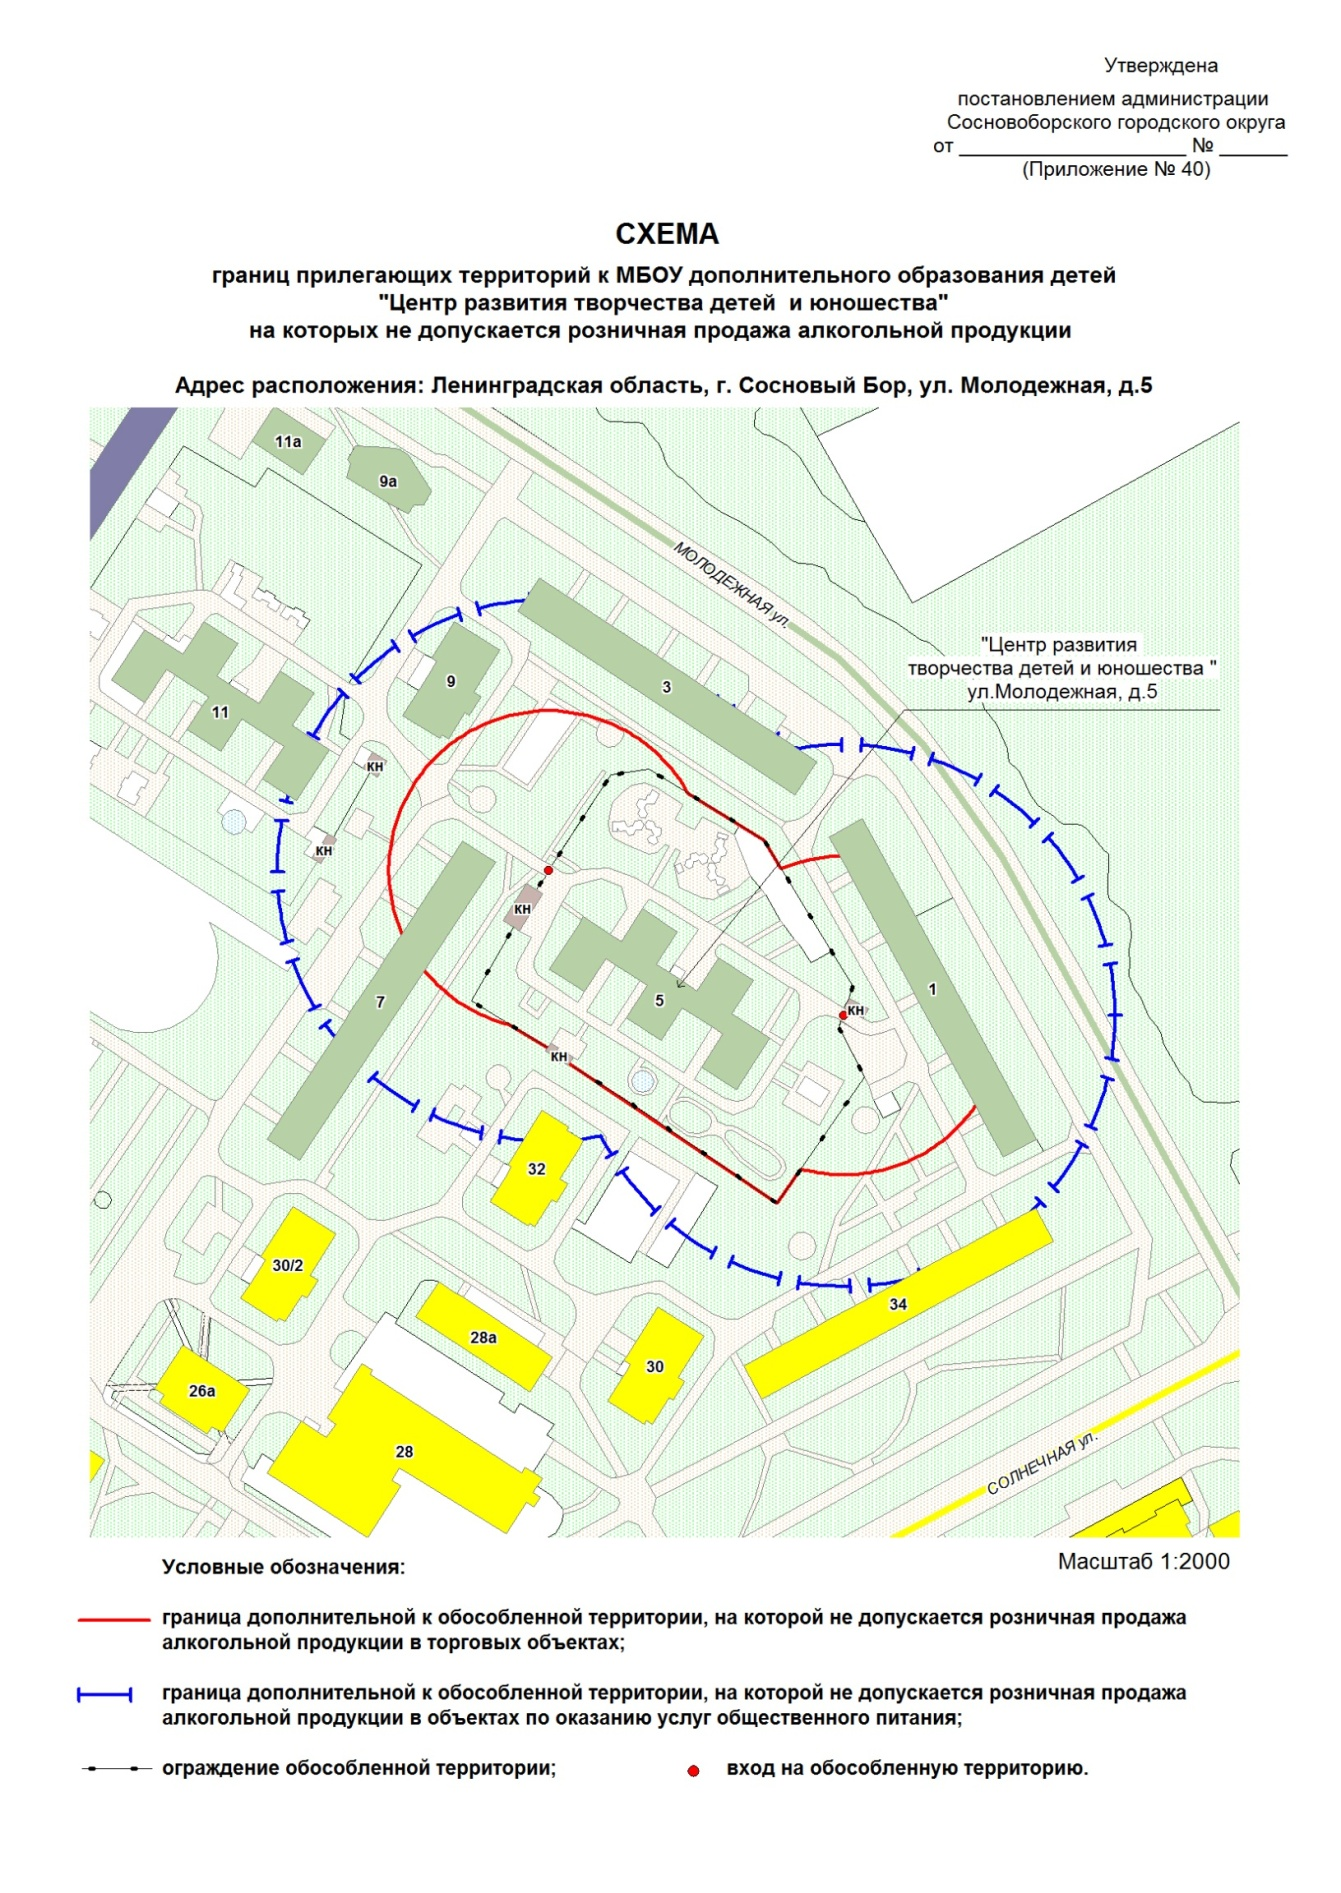 Утверждена
постановлением администрации
Сосновоборского городского округа
от ____________________ № ______
(Приложение № 40)
СХЕМА
границ прилегающих территорий к МБОУ дополнительного образования детей
"Центр развития творчества детей и юношества"
на которых не допускается розничная продажа алкогольной продукции
Адрес расположения: Ленинградская область, г. Сосновый Бор, ул. Молодежная, д.5
11а
9а
МОЛОДЕЖНАЯ ул.
"Центр развития
творчества детей и юношества "
ул.Молодежная, д.5
9
3
11
кн
кн
кн
5
7
1
кн
кн
32
30/2
34
28а
30
26а
28
СОЛНЕЧНАЯ ул.
Условные обозначения:
Масштаб 1:2000
граница дополнительной к обособленной территории, на которой не допускается розничная продажа
алкогольной продукции в торговых объектах;
граница дополнительной к обособленной территории, на которой не допускается розничная продажа
алкогольной продукции в объектах по оказанию услуг общественного питания;
ограждение обособленной территории;
вход на обособленную территорию.